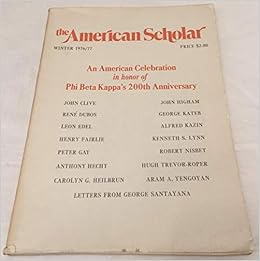 the American Scholar
WINTER 1976/77 PRICE $2.00
An American Celebration
in honor of
Phi Beta Kappa's 200th Anniversary
JOHN CLIVE JOHN HIGHAM
RENÉ DUBOS GEORGE KATEB
LEON EDEL ALFRED KAZIN
HENRY FAIRLIE KENNETH S. LYNN
PETER GAY ROBERT NISBET
ANTHONY HECHT HUGH TREVOR-ROPER
CAROLYN G. HEILBRUN ARAM A. YENGOYAN
LETTERS FROM GEORGE SANTAYANA